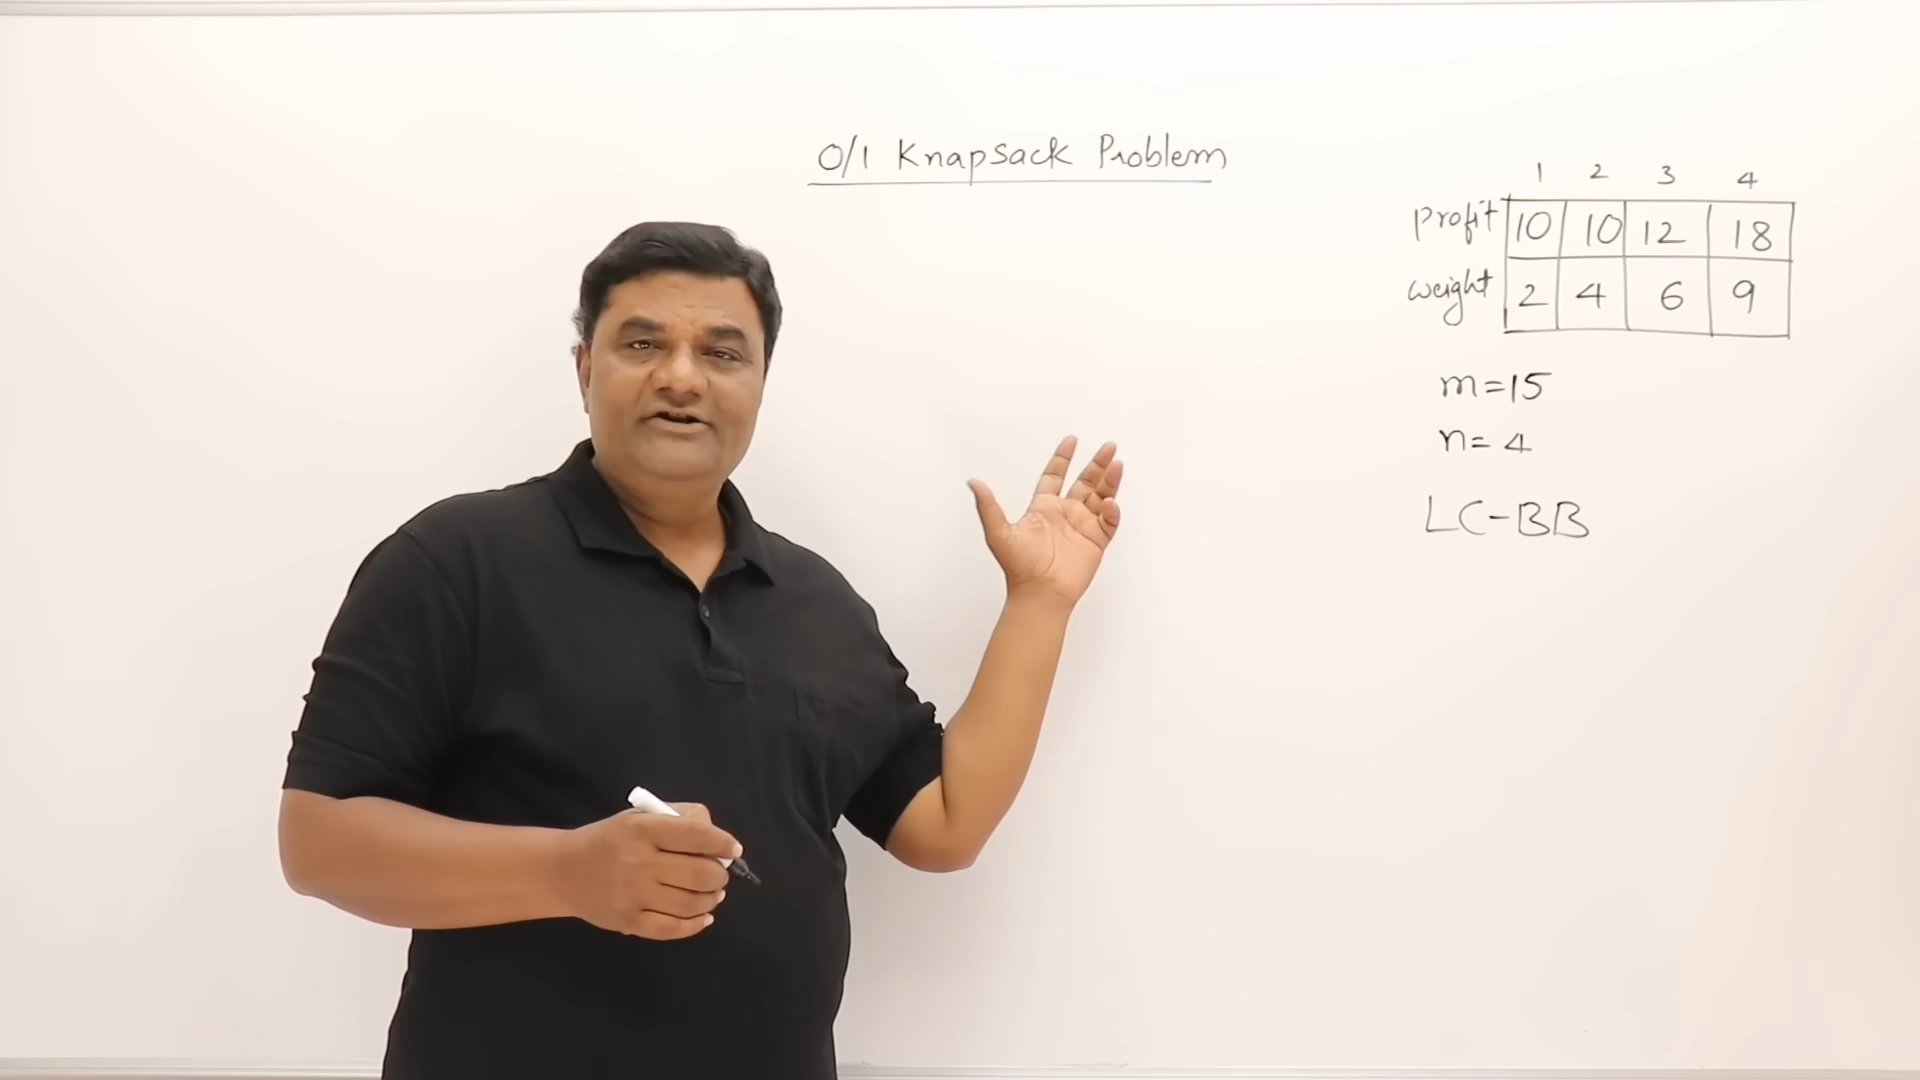 0/1 Knapsack Problem
1 2 3 4
Profit 10 10 12 18
weight 2 4 6 9
m=15
n=4
LC-BB